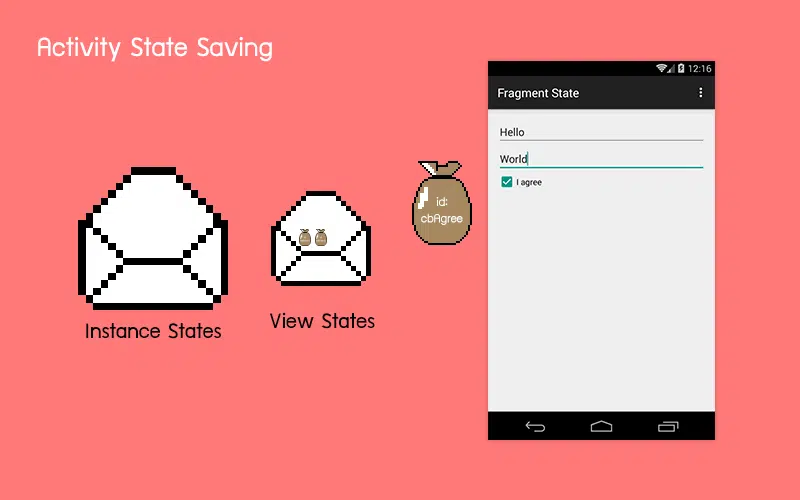 Activity State Saving
12:16
Fragment State
Hello
World
I agree
id:
cbAgree
Instance States
View States